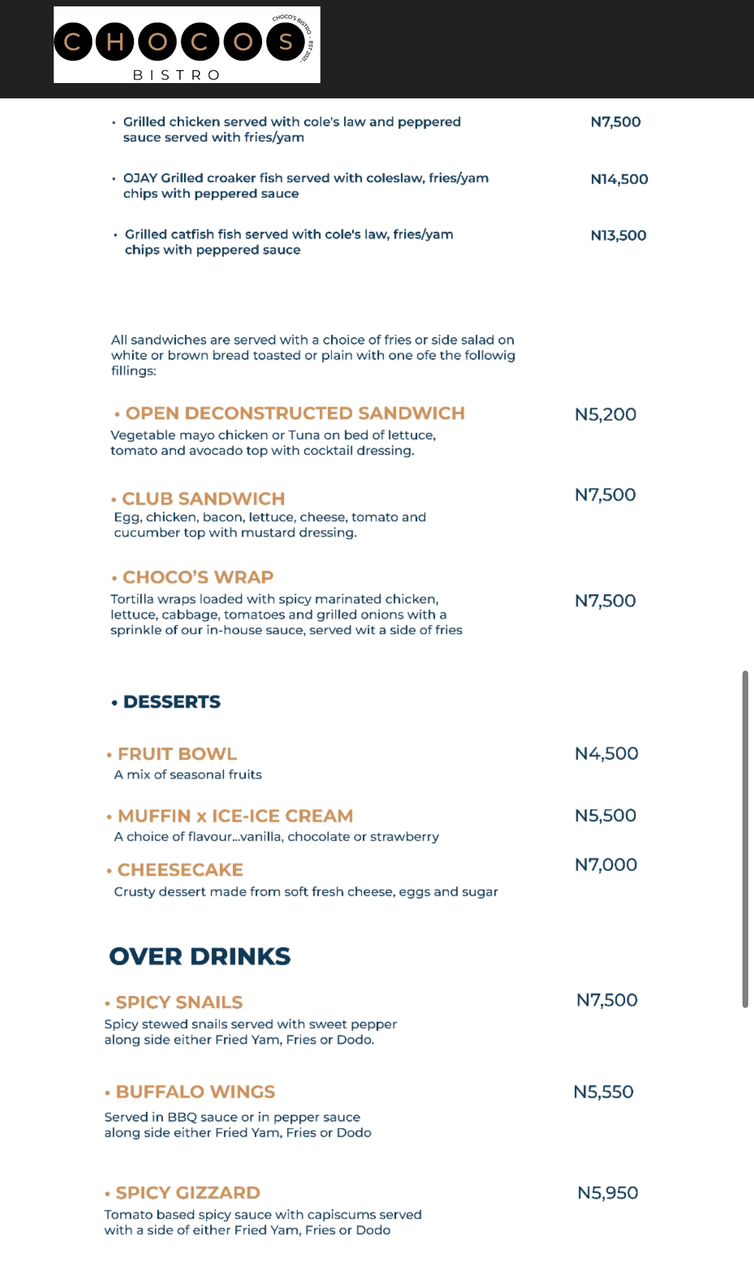 CHOCOS
CHOCO'S BISTRO • EST 2021 •
BISTRO
• Grilled chicken served with cole's law and peppered N7,500
sauce served with fries/yam
• OJAY Grilled croaker fish served with coleslaw, fries/yam N14,500
chips with peppered sauce
• Grilled catfish fish served with cole's law, fries/yam N13,500
chips with peppered sauce
All sandwiches are served with a choice of fries or side salad on
white or brown bread toasted or plain with one ofe the followig
fillings:
• OPEN DECONSTRUCTED SANDWICH N5,200
Vegetable mayo chicken or Tuna on bed of lettuce,
tomato and avocado top with cocktail dressing.
• CLUB SANDWICH N7,500
Egg, chicken, bacon, lettuce, cheese, tomato and
cucumber top with mustard dressing.
• CHOCO'S WRAP
Tortilla wraps loaded with spicy marinated chicken, N7,500
lettuce, cabbage, tomatoes and grilled onions with a
sprinkle of our in-house sauce, served wit a side of fries
• DESSERTS
• FRUIT BOWL N4,500
A mix of seasonal fruits
• MUFFIN x ICE-ICE CREAM N5,500
A choice of flavour...vanilla, chocolate or strawberry
• CHEESECAKE N7,000
Crusty dessert made from soft fresh cheese, eggs and sugar
OVER DRINKS
• SPICY SNAILS N7,500
Spicy stewed snails served with sweet pepper
along side either Fried Yam, Fries or Dodo.
• BUFFALO WINGS N5,550
Served in BBQ sauce or in pepper sauce
along side either Fried Yam, Fries or Dodo
• SPICY GIZZARD N5,950
Tomato based spicy sauce with capiscums served
with a side of either Fried Yam, Fries or Dodo